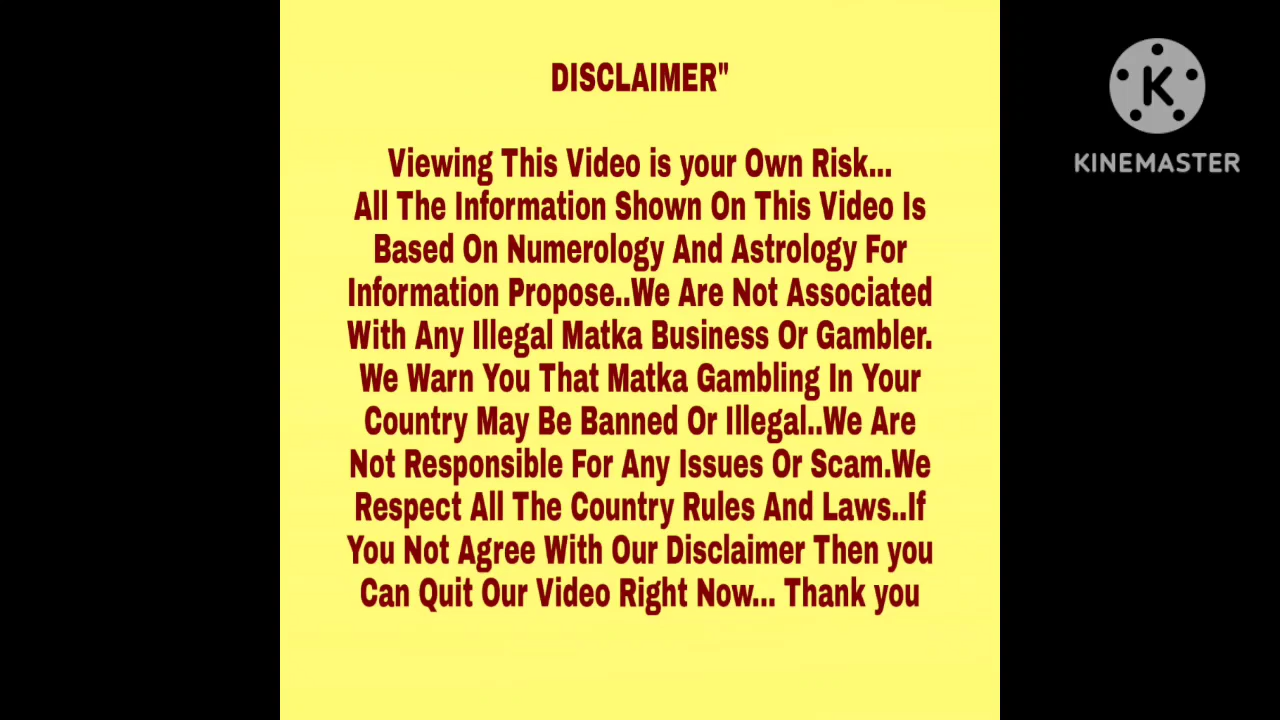 DISCLAIMER"
Viewing This Video is your Own Risk...
All The Information Shown On This Video Is
Based On Numerology And Astrology For
Information Propose..We Are Not Associated
With Any Illegal Matka Business Or Gambler.
We Warn You That Matka Gambling In Your
Country May Be Banned Or Illegal..We Are
Not Responsible For Any Issues Or Scam.We
Respect All The Country Rules And Laws..If
You Not Agree With Our Disclaimer Then you
Can Quit Our Video Right Now... Thank you
K
KINEMASTER